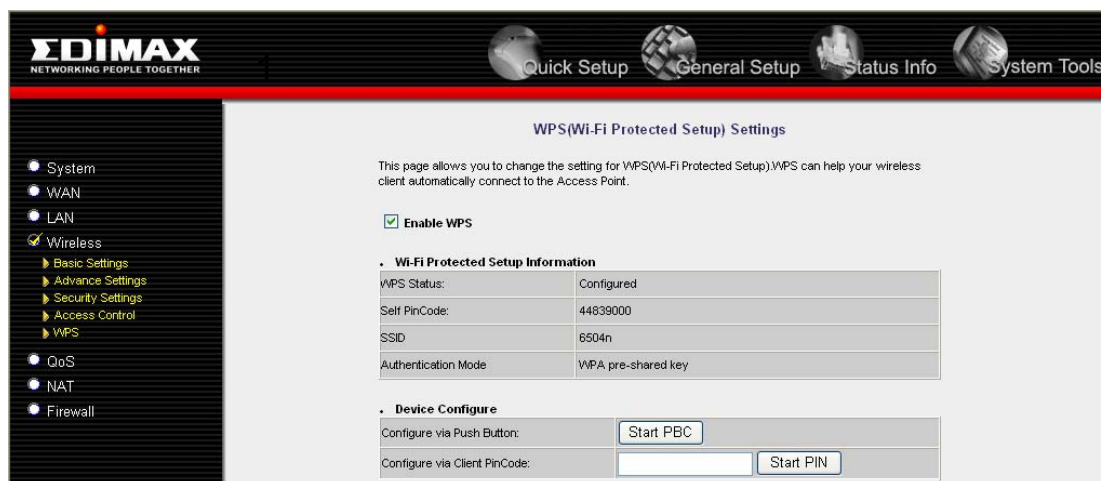 EDIMAX
NETWORKING PEOPLE TOGETHER
1
Quick Setup
General Setup
Status Info
System Tools
System
WAN
LAN
Wireless
Basic Settings
Advance Settings
Security Settings
Access Control
WPS
QoS
NAT
Firewall
WPS(Wi-Fi Protected Setup) Settings
This page allows you to change the setting for WPS(Wi-Fi Protected Setup).WPS can help your wireless
client automatically connect to the Access Point.
Enable WPS
. Wi-Fi Protected Setup Information
WPS Status: Configured
Self PinCode: 44839000
SSID 6504n
Authentication Mode WPA pre-shared key
. Device Configure
Configure via Push Button: Start PBC
Configure via Client PinCode: Start PIN